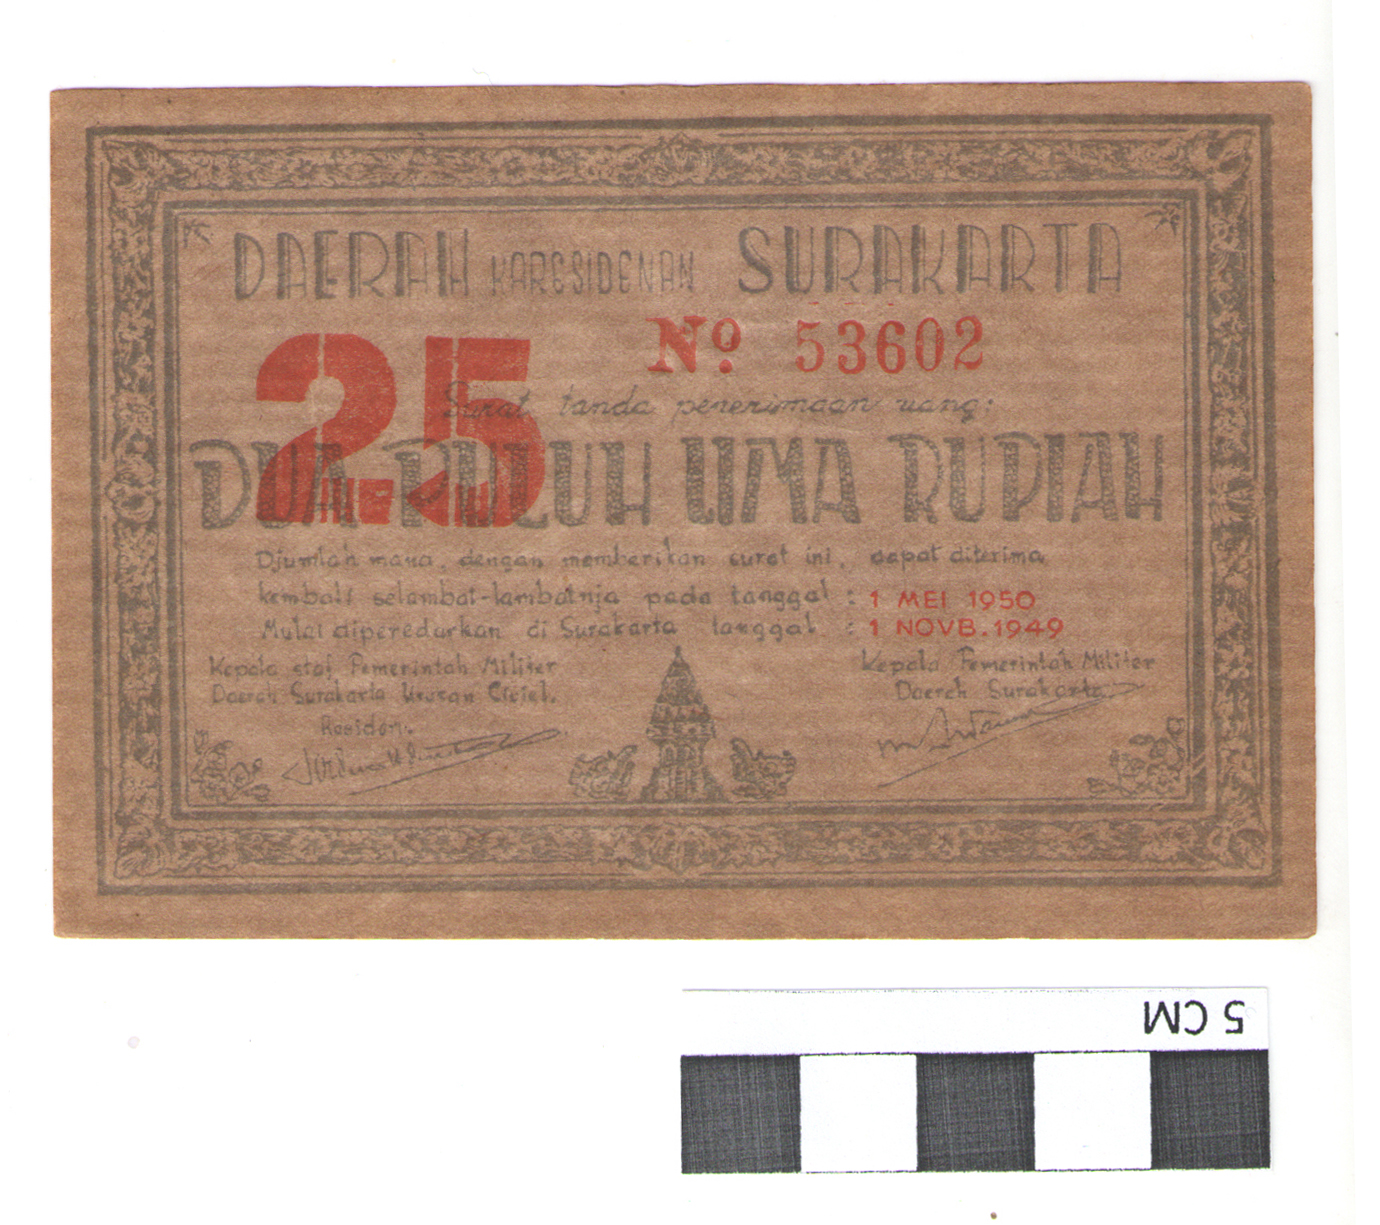 DAERAH KARESIDENAN SURAKARTA
No. 53602
25
Surat tanda penerimaan uang:
DUA PULUH LIMA RUPIAH
Djumlah mana, dengan memberikan surat ini, dapat diterima
kembali selambat-lambatnja pada tanggal : 1 MEI 1950
Mulai diperedarkan di Surakarta tanggal : 1 NOVB. 1949
Kepala staf Pemerintah Militer
Daerah Surakarta Urusan Ciciel.
Residen:
Kepala Pemerintah Militer
Daerah Surakarta.
5 CM